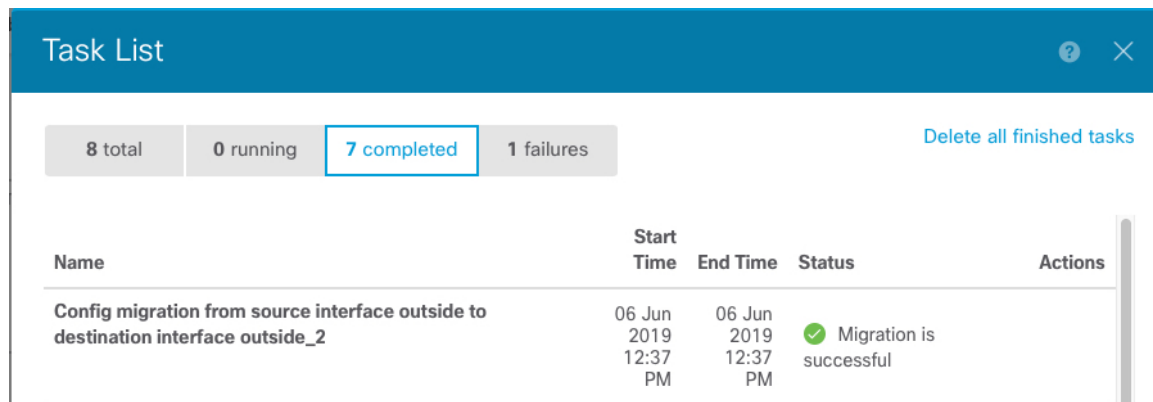 Task List
8 total 0 running 7 completed 1 failures
Delete all finished tasks
Name Start Time End Time Status Actions
Config migration from source interface outside to
destination interface outside_2
06 Jun
2019
12:37
PM
06 Jun
2019
12:37
PM
Migration is
successful